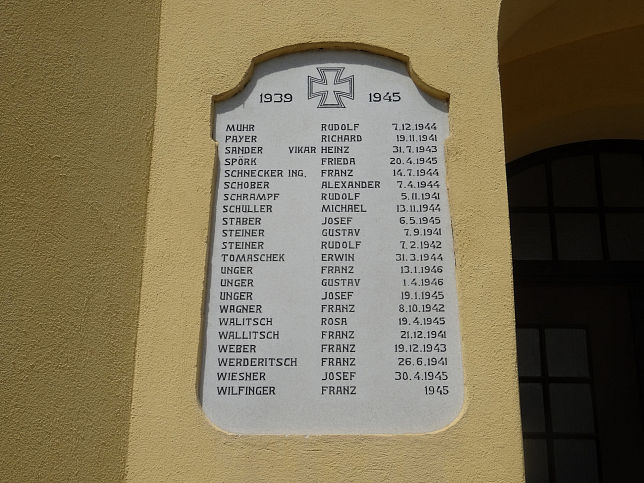 1939 1945
MUHR RUDOLF 7.12.1944
PAYER RICHARD 19.11.1941
SANDER VIKAR HEINZ 31.7.1943
SPÖRK FRIEDA 20.4.1945
SCHNECKER ING. FRANZ 14.7.1944
SCHOBER ALEXANDER 7.4.1944
SCHRAMPF RUDOLF 5.11.1941
SCHULLER MICHAEL 13.11.1944
STABER JOSEF 6.5.1945
STEINER GUSTAV 7.9.1941
STEINER RUDOLF 7.2.1942
TOMASCHEK ERWIN 31.3.1944
UNGER FRANZ 13.1.1946
UNGER GUSTAV 1.4.1946
UNGER JOSEF 19.1.1945
WAGNER FRANZ 8.10.1942
WALITSCH ROSA 19.4.1945
WALLITSCH FRANZ 21.12.1941
WEBER FRANZ 19.12.1943
WERDERITSCH FRANZ 26.6.1941
WIESNER JOSEF 30.4.1945
WILFINGER FRANZ 1945